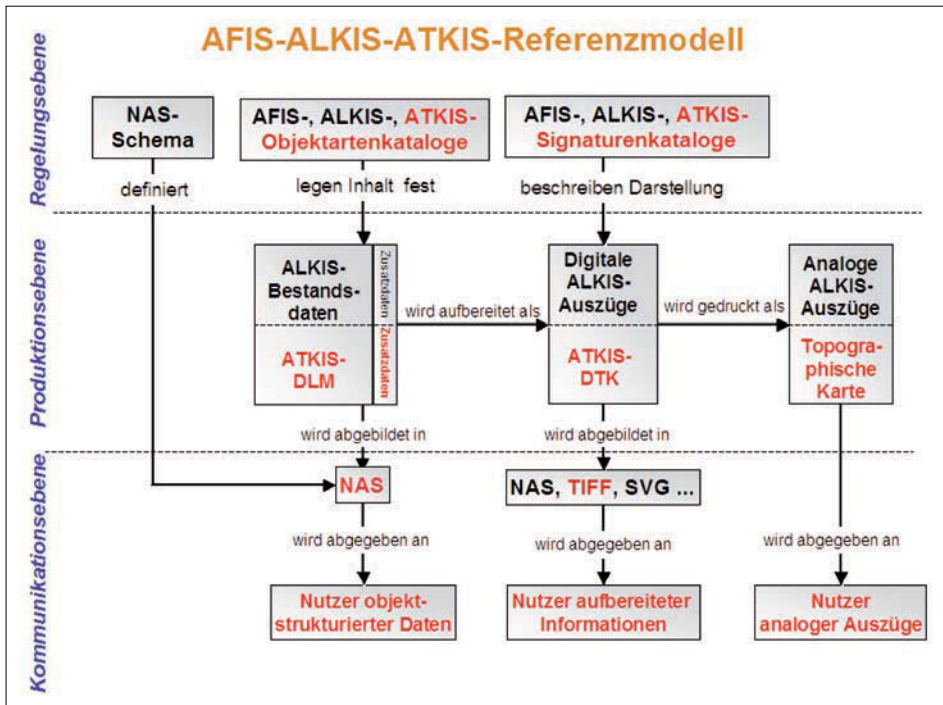 AFIS-ALKIS-ATKIS-Referenzmodell
Regelungsebene
NAS-
Schema
AFIS-, ALKIS-, ATKIS-
Objektartenkataloge
AFIS-, ALKIS-, ATKIS-
Signaturenkataloge
definiert
legen Inhalt fest
beschreiben Darstellung
Produktionsebene
ALKIS-
Bestands-
daten
Zusatzdaten
ATKIS-
DLM
Zusatzdaten
wird aufbereitet als
Digitale
ALKIS-
Auszüge
ATKIS-
DTK
wird gedruckt als
Analoge
ALKIS-
Auszüge
Topogra-
phische
Karte
wird abgebildet in
wird abgebildet in
Kommunikationsebene
NAS
NAS, TIFF, SVG ...
wird abgegeben an
wird abgegeben an
wird abgegeben an
Nutzer objekt-
strukturierter Daten
Nutzer aufbereiteter
Informationen
Nutzer
analoger Auszüge